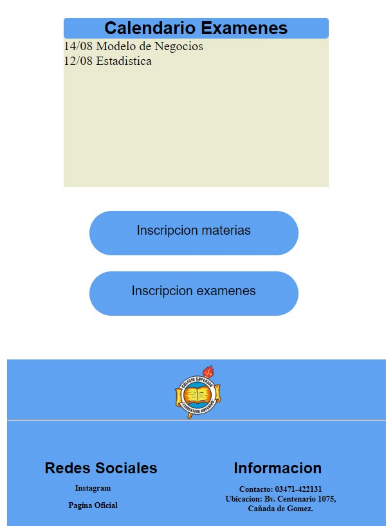 Calendario Examenes
14/08 Modelo de Negocios
12/08 Estadistica
Inscripcion materias
Inscripcion examenes
Redes Sociales
Instagram
Pagina Oficial
Informacion
Contacto: 03471-422131
Ubicacion: Bv. Centenario 1075,
Cañada de Gomez.